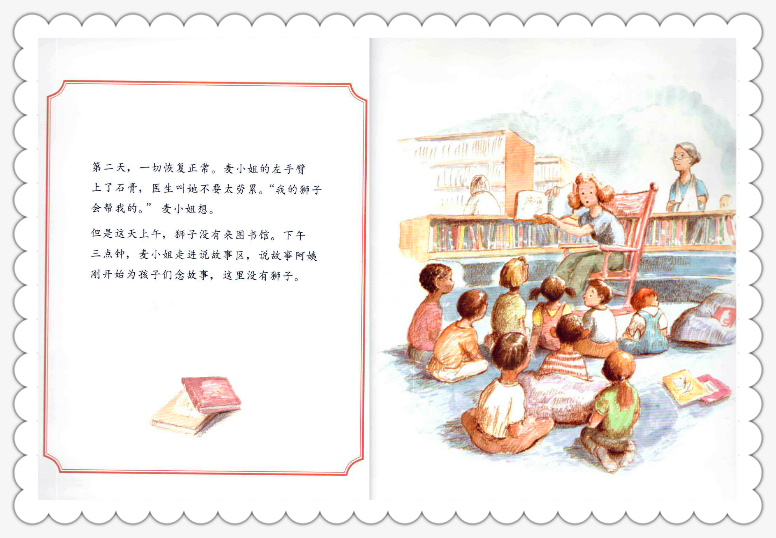 第二天，一切恢复正常。麦小姐的左手臂
上了石膏，医生叫她不要太劳累。“我的狮子
会帮我的。” 麦小姐想。
但是这天上午，狮子没有来图书馆。下午
三点钟，麦小姐走进说故事区，说故事阿姨
刚开始为孩子们念故事，这里没有狮子。